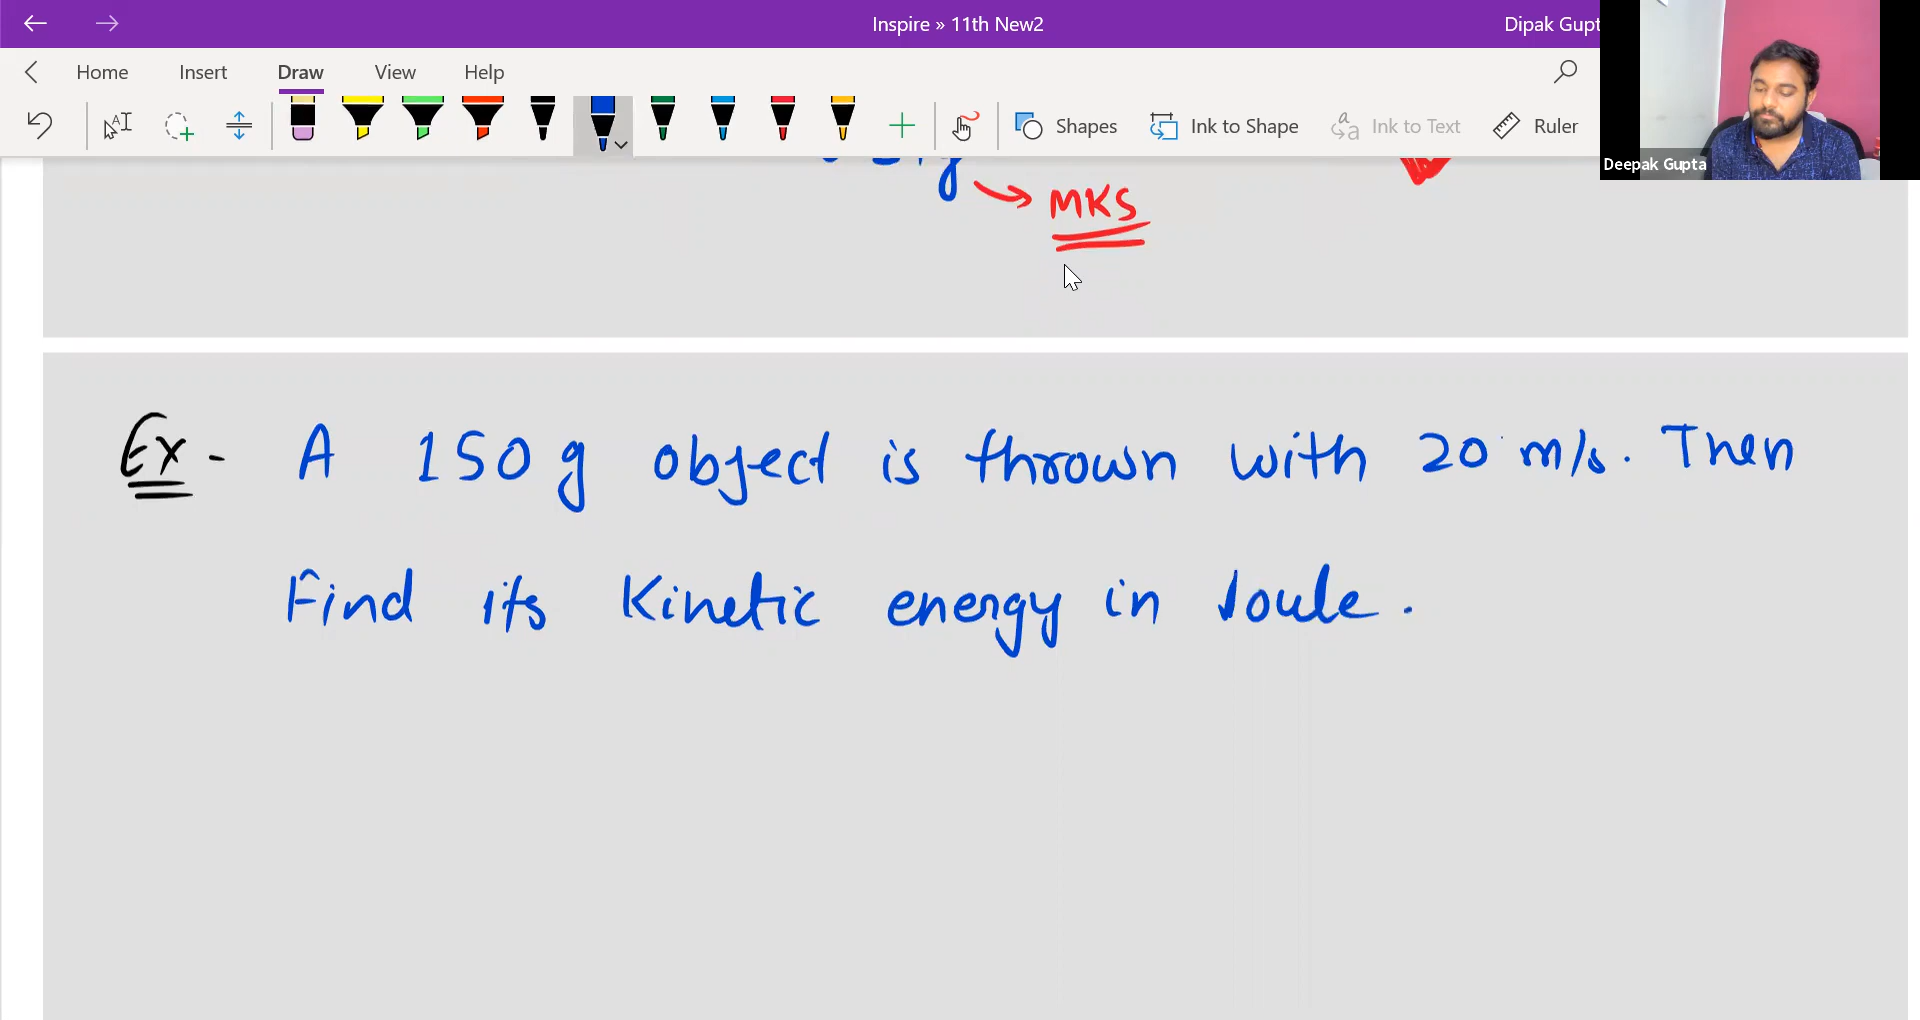 Inspire » 11th New2
Dipak Gupt
Home Insert Draw View Help
Shapes Ink to Shape Ink to Text Ruler
Deepak Gupta
MKS
Ex - A 150 g object is thrown with 20 m/s. Then
Find its Kinetic energy in Joule.